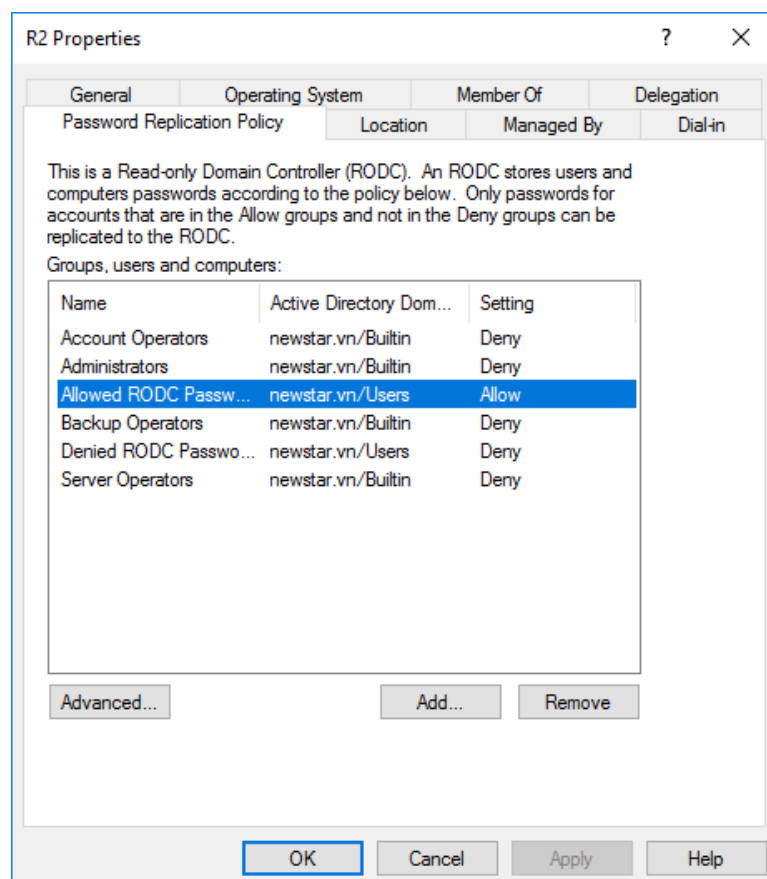 R2 Properties
General Operating System Member Of Delegation
Password Replication Policy Location Managed By Dial-in
This is a Read-only Domain Controller (RODC). An RODC stores users and
computers passwords according to the policy below. Only passwords for
accounts that are in the Allow groups and not in the Deny groups can be
replicated to the RODC.
Groups, users and computers:
Name Active Directory Dom... Setting
Account Operators newstar.vn/Builtin Deny
Administrators newstar.vn/Builtin Deny
Allowed RODC Passw... newstar.vn/Users Allow
Backup Operators newstar.vn/Builtin Deny
Denied RODC Passwo... newstar.vn/Users Deny
Server Operators newstar.vn/Builtin Deny
Advanced... Add... Remove
OK Cancel Apply Help